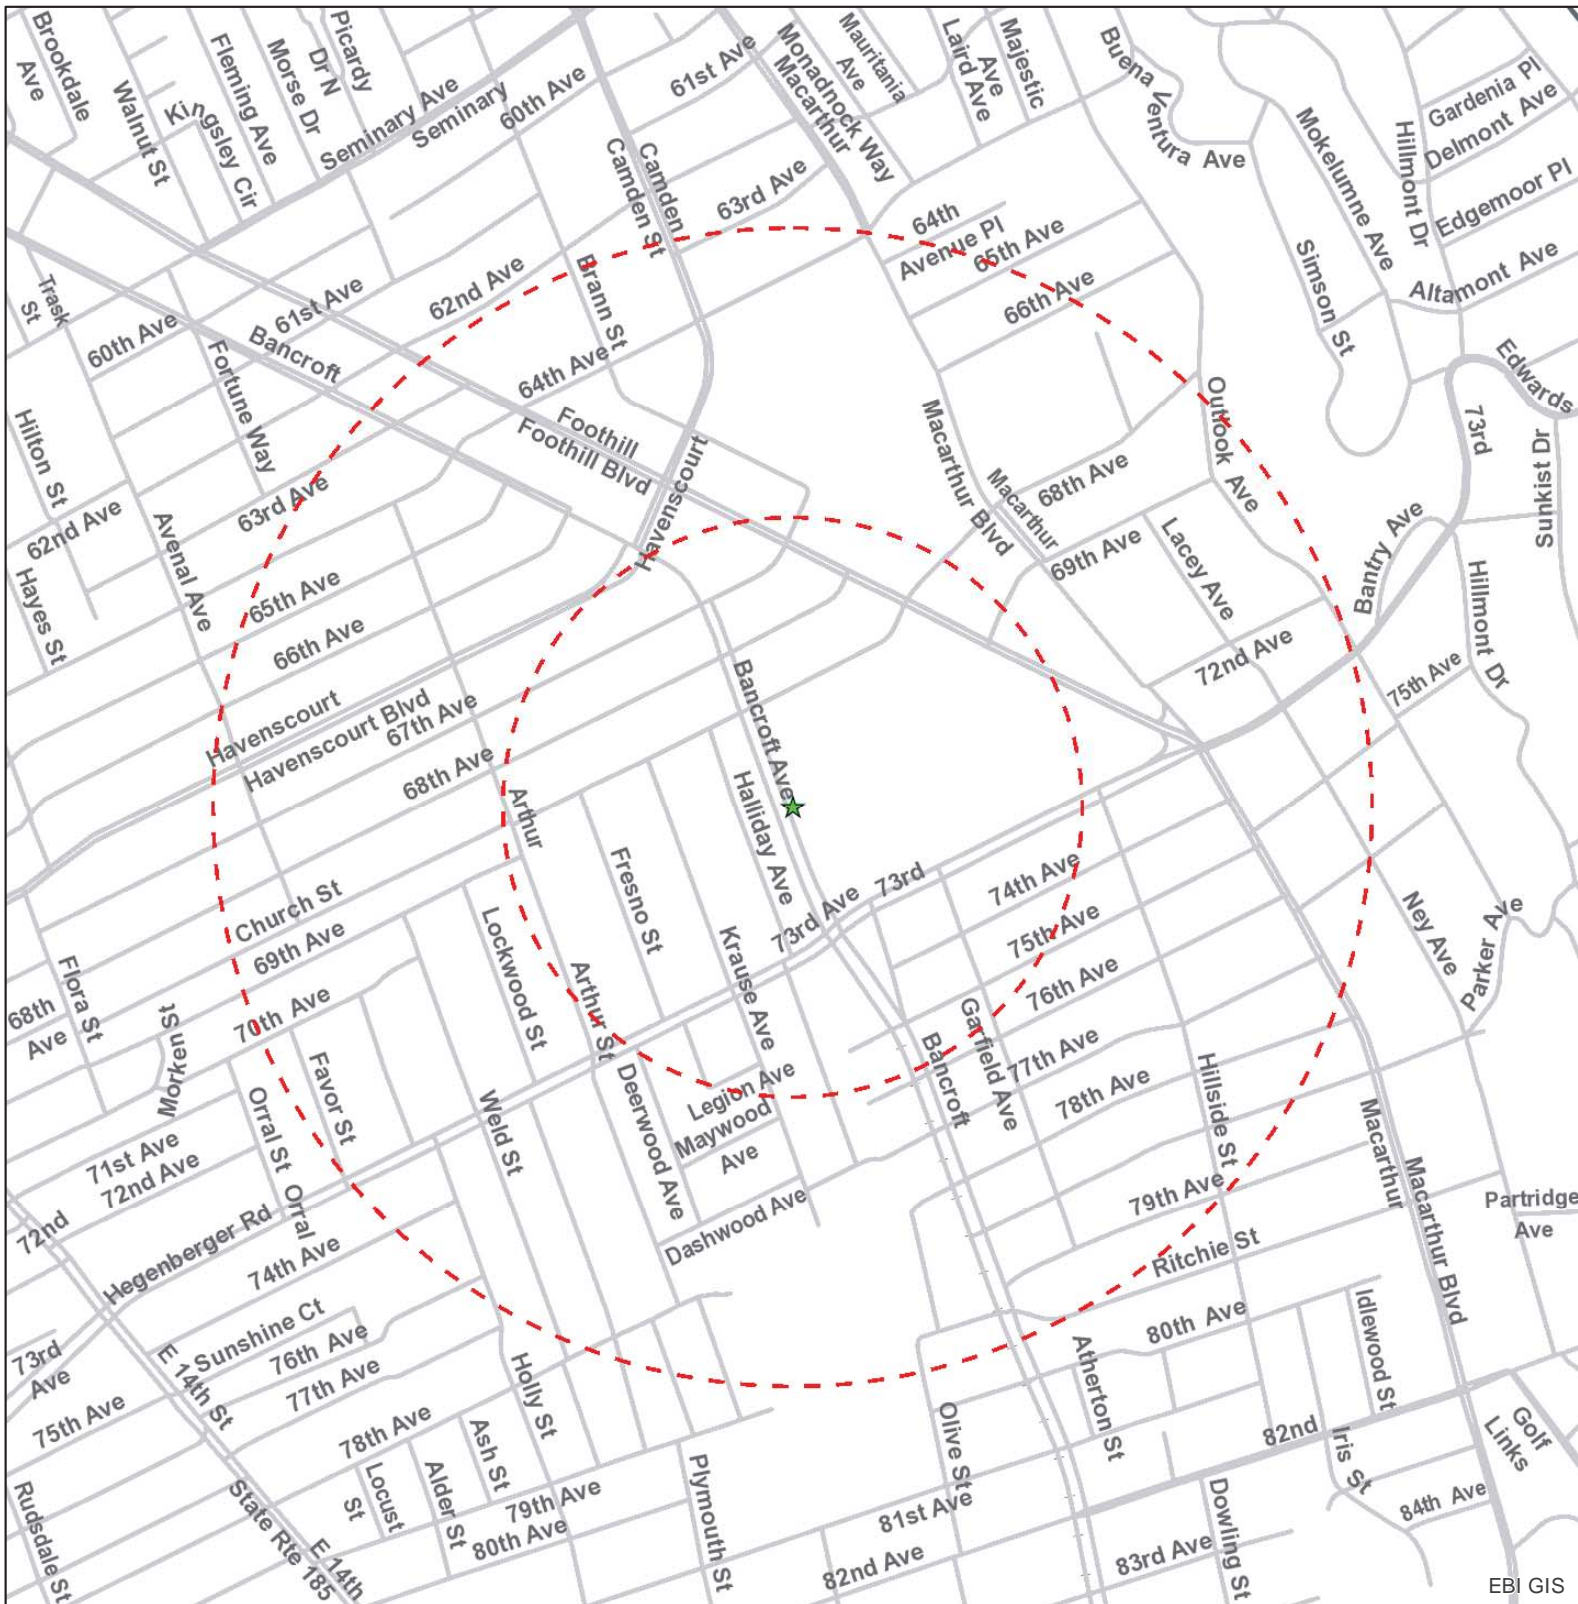 Brookdale
Ave
Walnut St
Kingsley Cir
Fleming Ave
Morse Dr
Picardy
Dr N
Seminary Ave
Seminary
60th Ave
61st Ave
Camden
Camden St
Monadnock Way
Macarthur
Mauritania
Ave
Laird Ave
Majestic
Ave
Buena Ventura Ave
Mokelumne Ave
Hillmont Dr
Gardenia Pl
Delmont Ave
Edgemoor Pl
Altamont Ave
Simson St
63rd Ave
64th
Avenue Pl
65th Ave
66th Ave
Trask
St
60th Ave
61st Ave
62nd Ave
Brann St
Bancroft
Fortune Way
64th Ave
Foothill
Foothill Blvd
Havenscourt
Macarthur Blvd
Macarthur
68th Ave
69th Ave
Outlook Ave
Lacey Ave
Edwards
73rd
Sunkist Dr
Bantry Ave
Hillmont Dr
Hilton St
62nd Ave
63rd Ave
Hayes St
Avenal Ave
65th Ave
66th Ave
Havenscourt
Havenscourt Blvd
67th Ave
68th Ave
Bancroft Ave
Halliday Ave
72nd Ave
75th Ave
Arthur
Fresno St
Krause Ave
73rd Ave
73rd
74th Ave
75th Ave
76th Ave
77th Ave
78th Ave
Garfield Ave
Ney Ave
Parker Ave
Church St
69th Ave
70th Ave
Lockwood St
Arthur St
Flora St
68th
Ave
Morken St
Favor St
Orral St
Orral
Weld St
Deerwood Ave
Legion Ave
Maywood
Ave
Dashwood Ave
Bancroft
Hillside St
Macarthur
Macarthur Blvd
Partridge
Ave
71st Ave
72nd Ave
72nd
Hegenberger Rd
74th Ave
Sunshine Ct
76th Ave
77th Ave
73rd
Ave
75th Ave
E 14th St
78th Ave
79th Ave
Ritchie St
80th Ave
Atherton St
Idlewood St
82nd
Iris St
Golf
Links
84th Ave
Holly St
Ash St
Alder St
Locust
St
79th Ave
80th Ave
Plymouth St
Olive St
81st Ave
82nd Ave
Dowling St
83rd Ave
Rudsdale St
State Rte 185
E 14th
EBI GIS